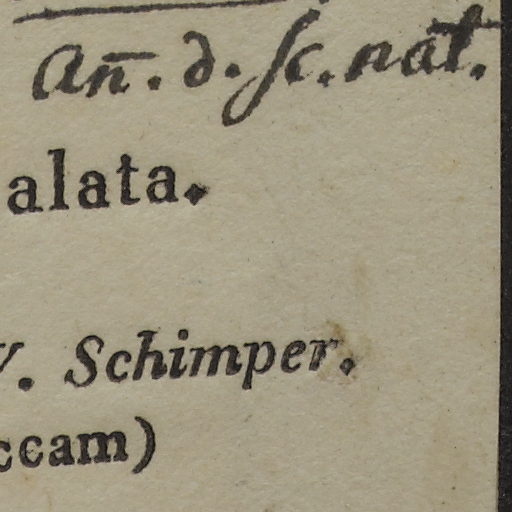 An̄. d. sc. nat̄.
alata.
W. Schimper.
ccam)